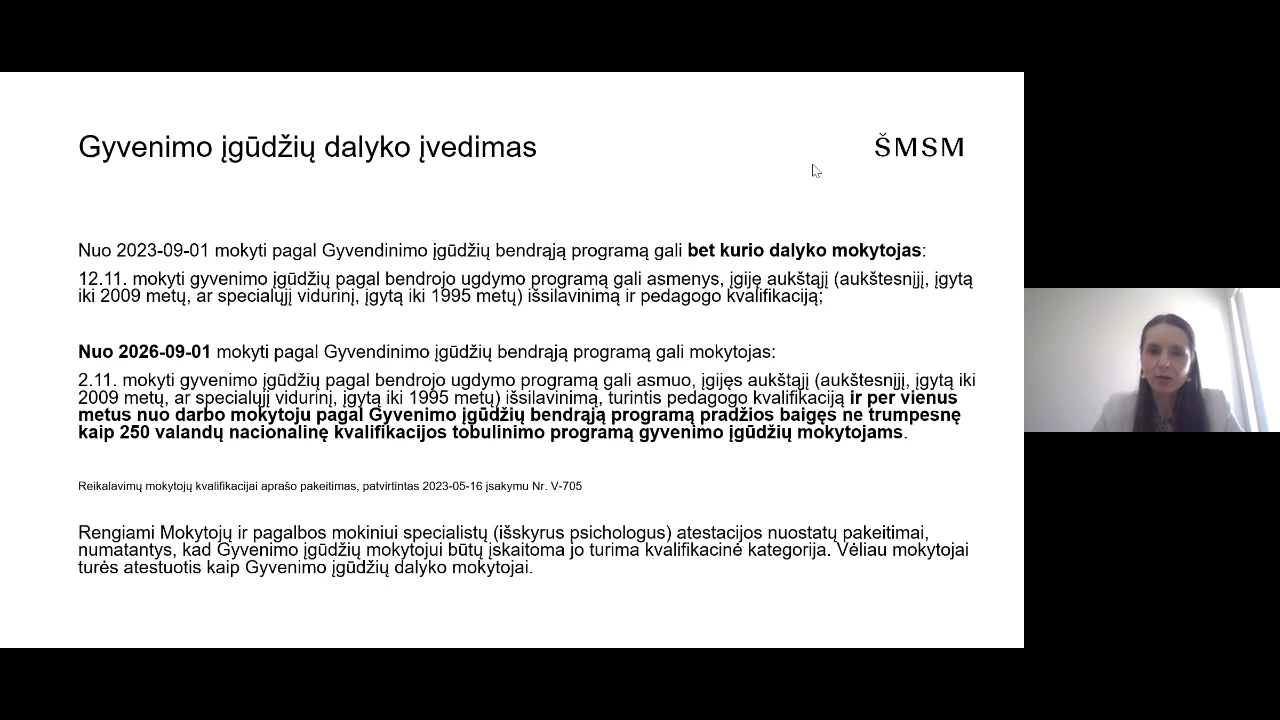 Gyvenimo įgūdžių dalyko įvedimas
ŠMSM
Nuo 2023-09-01 mokyti pagal Gyvendinimo įgūdžių bendrąją programą gali bet kurio dalyko mokytojas:
12.11. mokyti gyvenimo įgūdžių pagal bendrojo ugdymo programą gali asmenys, įgiję aukštąjį (aukštesnįjį, įgytą
iki 2009 metų, ar specialųjį vidurinį, įgytą iki 1995 metų) išsilavinimą ir pedagogo kvalifikaciją;
Nuo 2026-09-01 mokyti pagal Gyvendinimo įgūdžių bendrąją programą gali mokytojas:
2.11. mokyti gyvenimo įgūdžių pagal bendrojo ugdymo programą gali asmuo, įgijęs aukštąjį (aukštesnįjį, įgytą iki
2009 metų, ar specialųjį vidurinį, įgytą iki 1995 metų) išsilavinimą, turintis pedagogo kvalifikaciją ir per vienus
metus nuo darbo mokytoju pagal Gyvenimo įgūdžių bendrąją programą pradžios baigęs ne trumpesnę
kaip 250 valandų nacionalinę kvalifikacijos tobulinimo programą gyvenimo įgūdžių mokytojams.
Reikalavimų mokytojų kvalifikacijai aprašo pakeitimas, patvirtintas 2023-05-16 įsakymu Nr. V-705
Rengiami Mokytojų ir pagalbos mokiniui specialistų (išskyrus psichologus) atestacijos nuostatų pakeitimai,
numatantys, kad Gyvenimo įgūdžių mokytojui būtų įskaitoma jo turima kvalifikacinė kategorija. Vėliau mokytojai
turės atestuotis kaip Gyvenimo įgūdžių dalyko mokytojai.